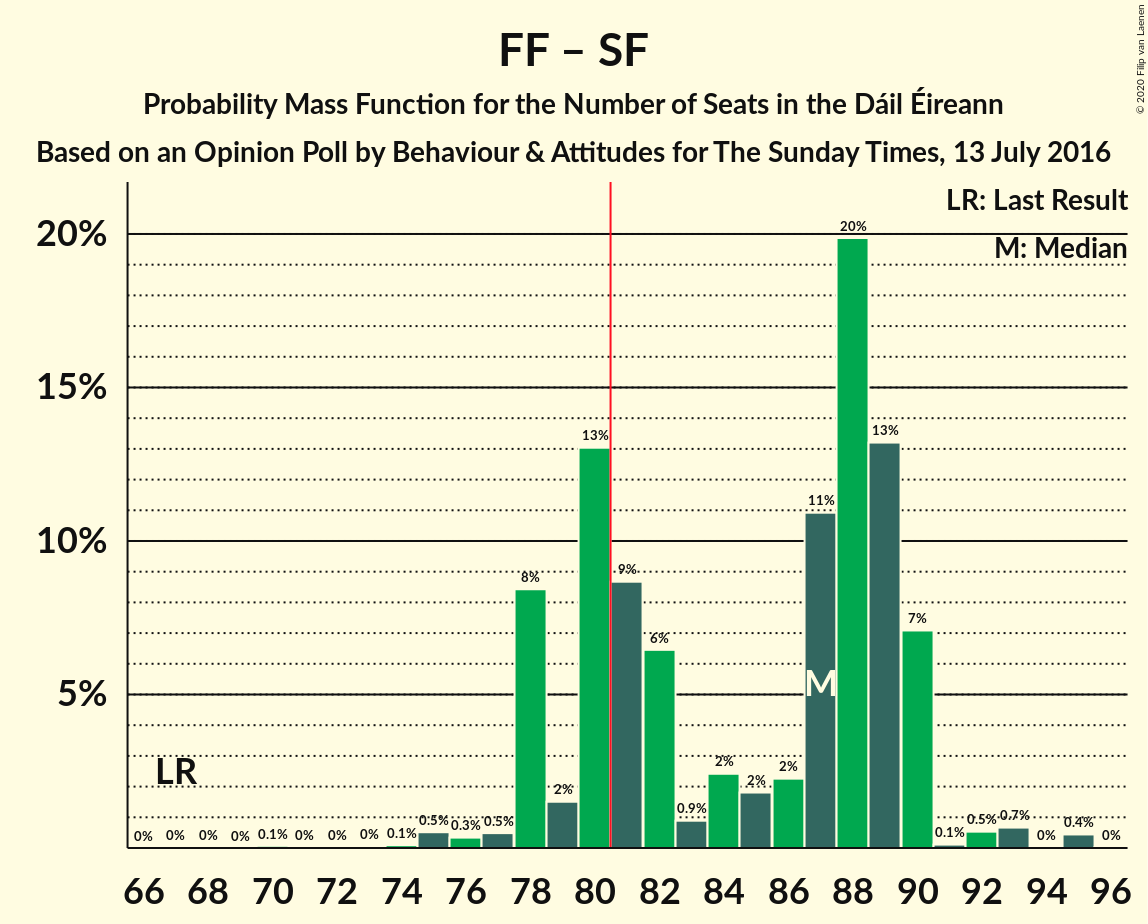 FF – SF
Probability Mass Function for the Number of Seats in the Dáil Éireann
Based on an Opinion Poll by Behaviour & Attitudes for The Sunday Times, 13 July 2016
© 2020 Filip van Laenen
LR: Last Result
M: Median
20%
15%
10%
5%
LR
M
0% 0% 0% 0% 0.1% 0% 0% 0% 0.1% 0.5% 0.3% 0.5% 8% 2% 13% 9% 6% 0.9% 2% 2% 2% 11% 20% 13% 7% 0.1% 0.5% 0.7% 0% 0.4% 0%
66 68 70 72 74 76 78 80 82 84 86 88 90 92 94 96